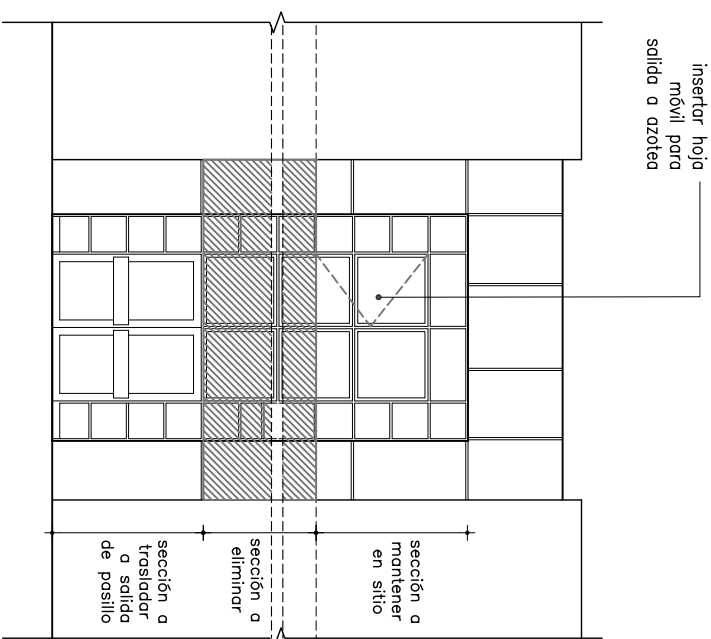 insertar hoja
móvil para
salida a azotea
sección a
mantener
en sitio
sección a
eliminar
sección a
trasladar
a salida
de pasillo